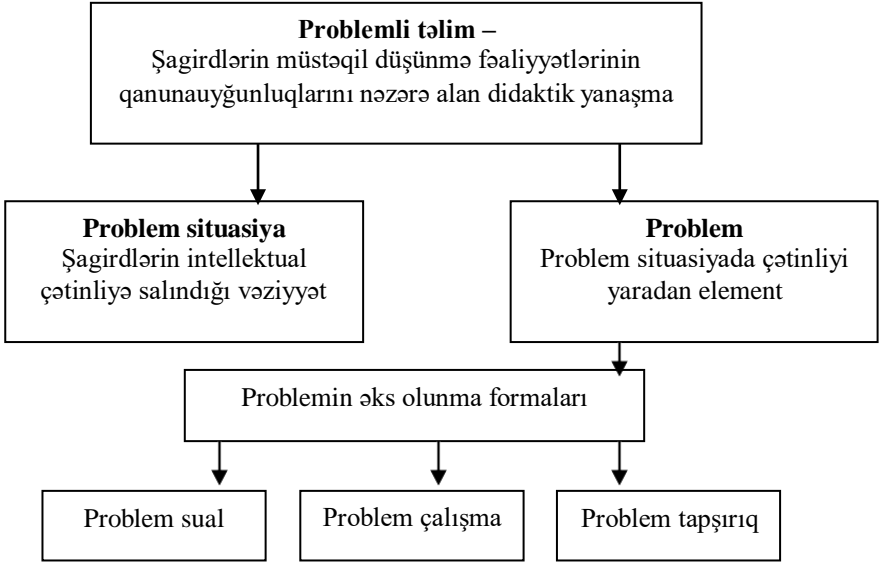 Problemli təlim –
Şagirdlərin müstəqil düşünmə fəaliyyətlərinin
qanunauyğunluqlarını nəzərə alan didaktik yanaşma
Problem situasiya
Şagirdlərin intellektual
çətinliyə salındığı vəziyyət
Problem
Problem situasiyada çətinliyi
yaradan element
Problemin əks olunma formaları
Problem sual
Problem çalışma
Problem tapşırıq